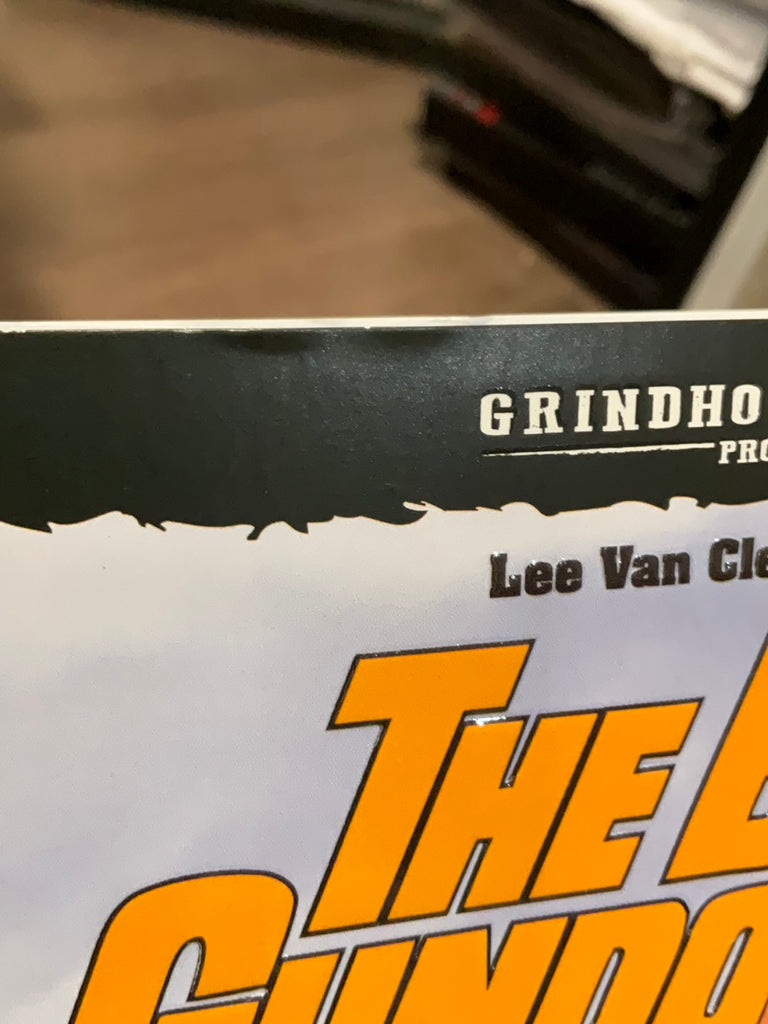 GRINDHO
PRO
Lee Van Cle
THE
GUNDO